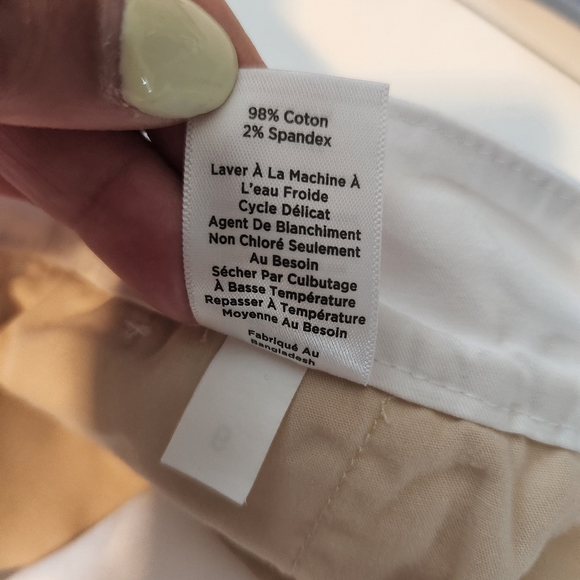 98% Coton
2% Spandex
Laver À La Machine À
L'eau Froide
Cycle Délicat
Agent De Blanchiment
Non Chloré Seulement
Au Besoin
Sécher Par Culbutage
À Basse Température
Repasser À Température
Moyenne Au Besoin
Fabriqué Au
Bangladesh